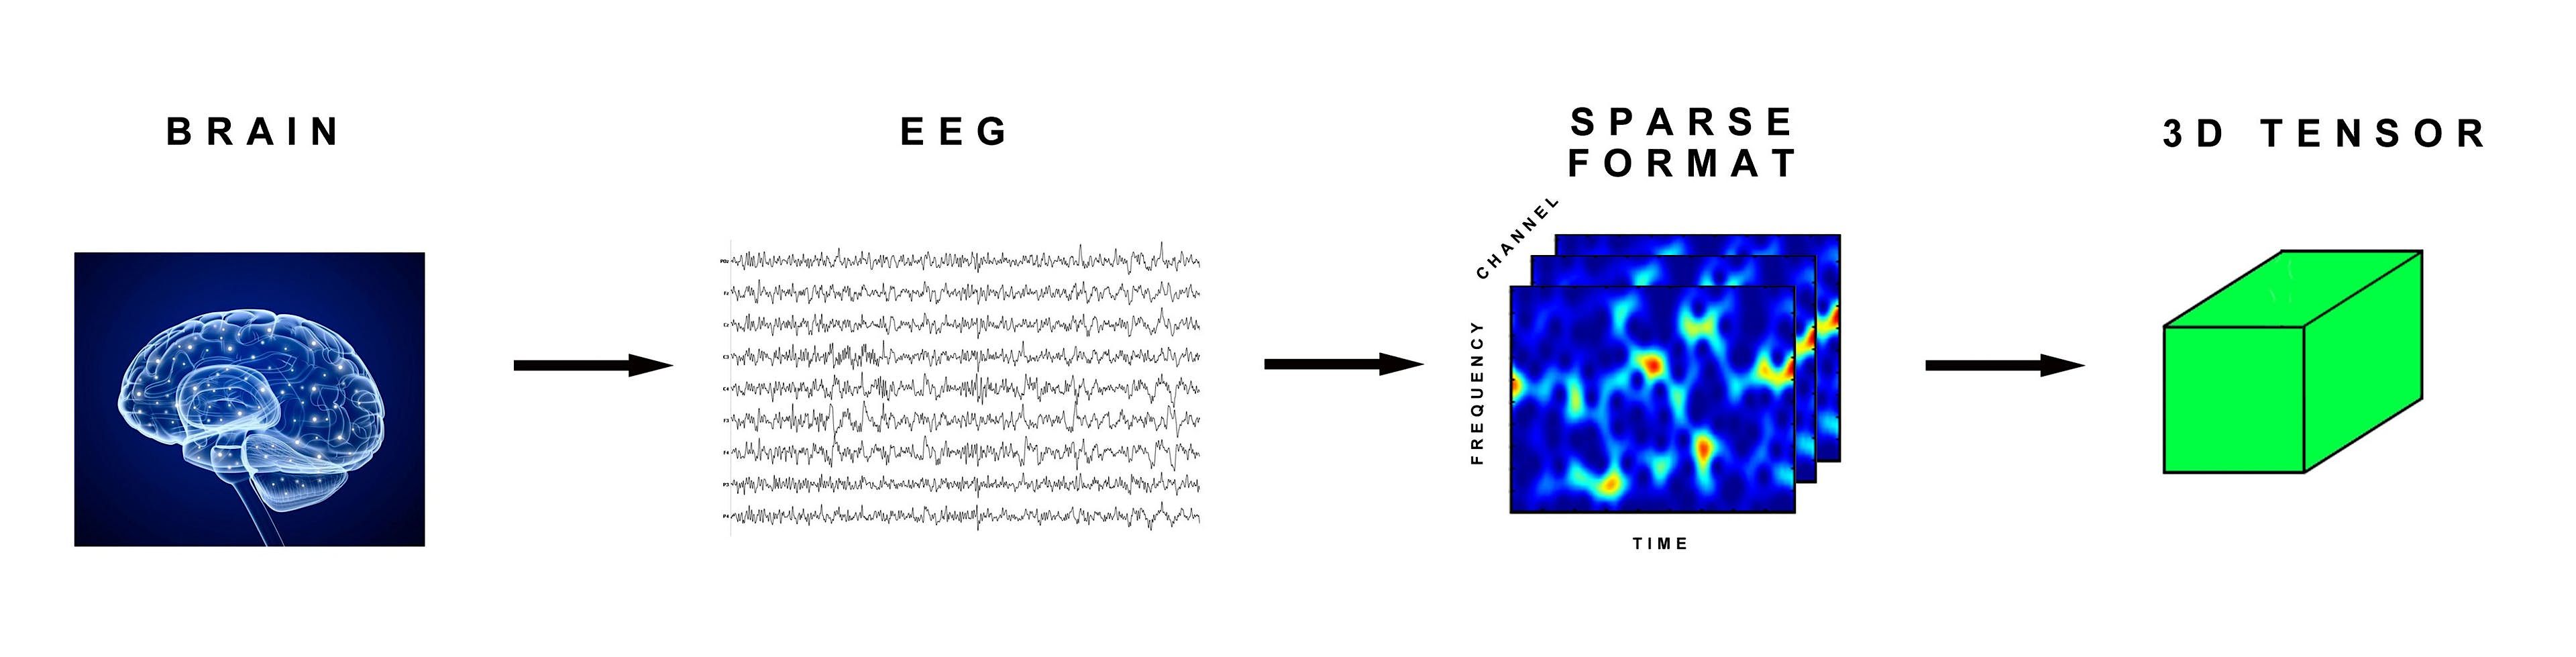 BRAIN
EEG
SPARSE
FORMAT
3D TENSOR
CHANNEL
FREQUENCY
TIME